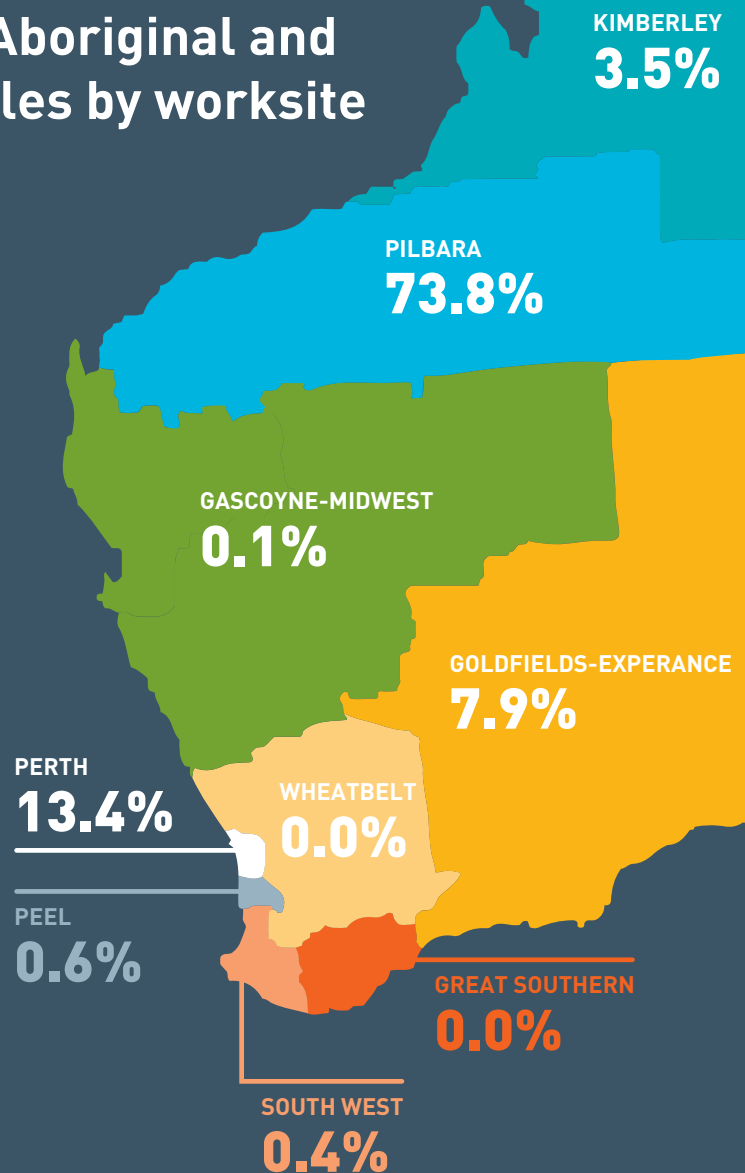 Aboriginal and
les by worksite
KIMBERLEY
3.5%
PILBARA
73.8%
GASCOYNE-MIDWEST
0.1%
GOLDFIELDS-EXPERANCE
7.9%
PERTH
13.4%
WHEATBELT
0.0%
PEEL
0.6%
GREAT SOUTHERN
0.0%
SOUTH WEST
0.4%